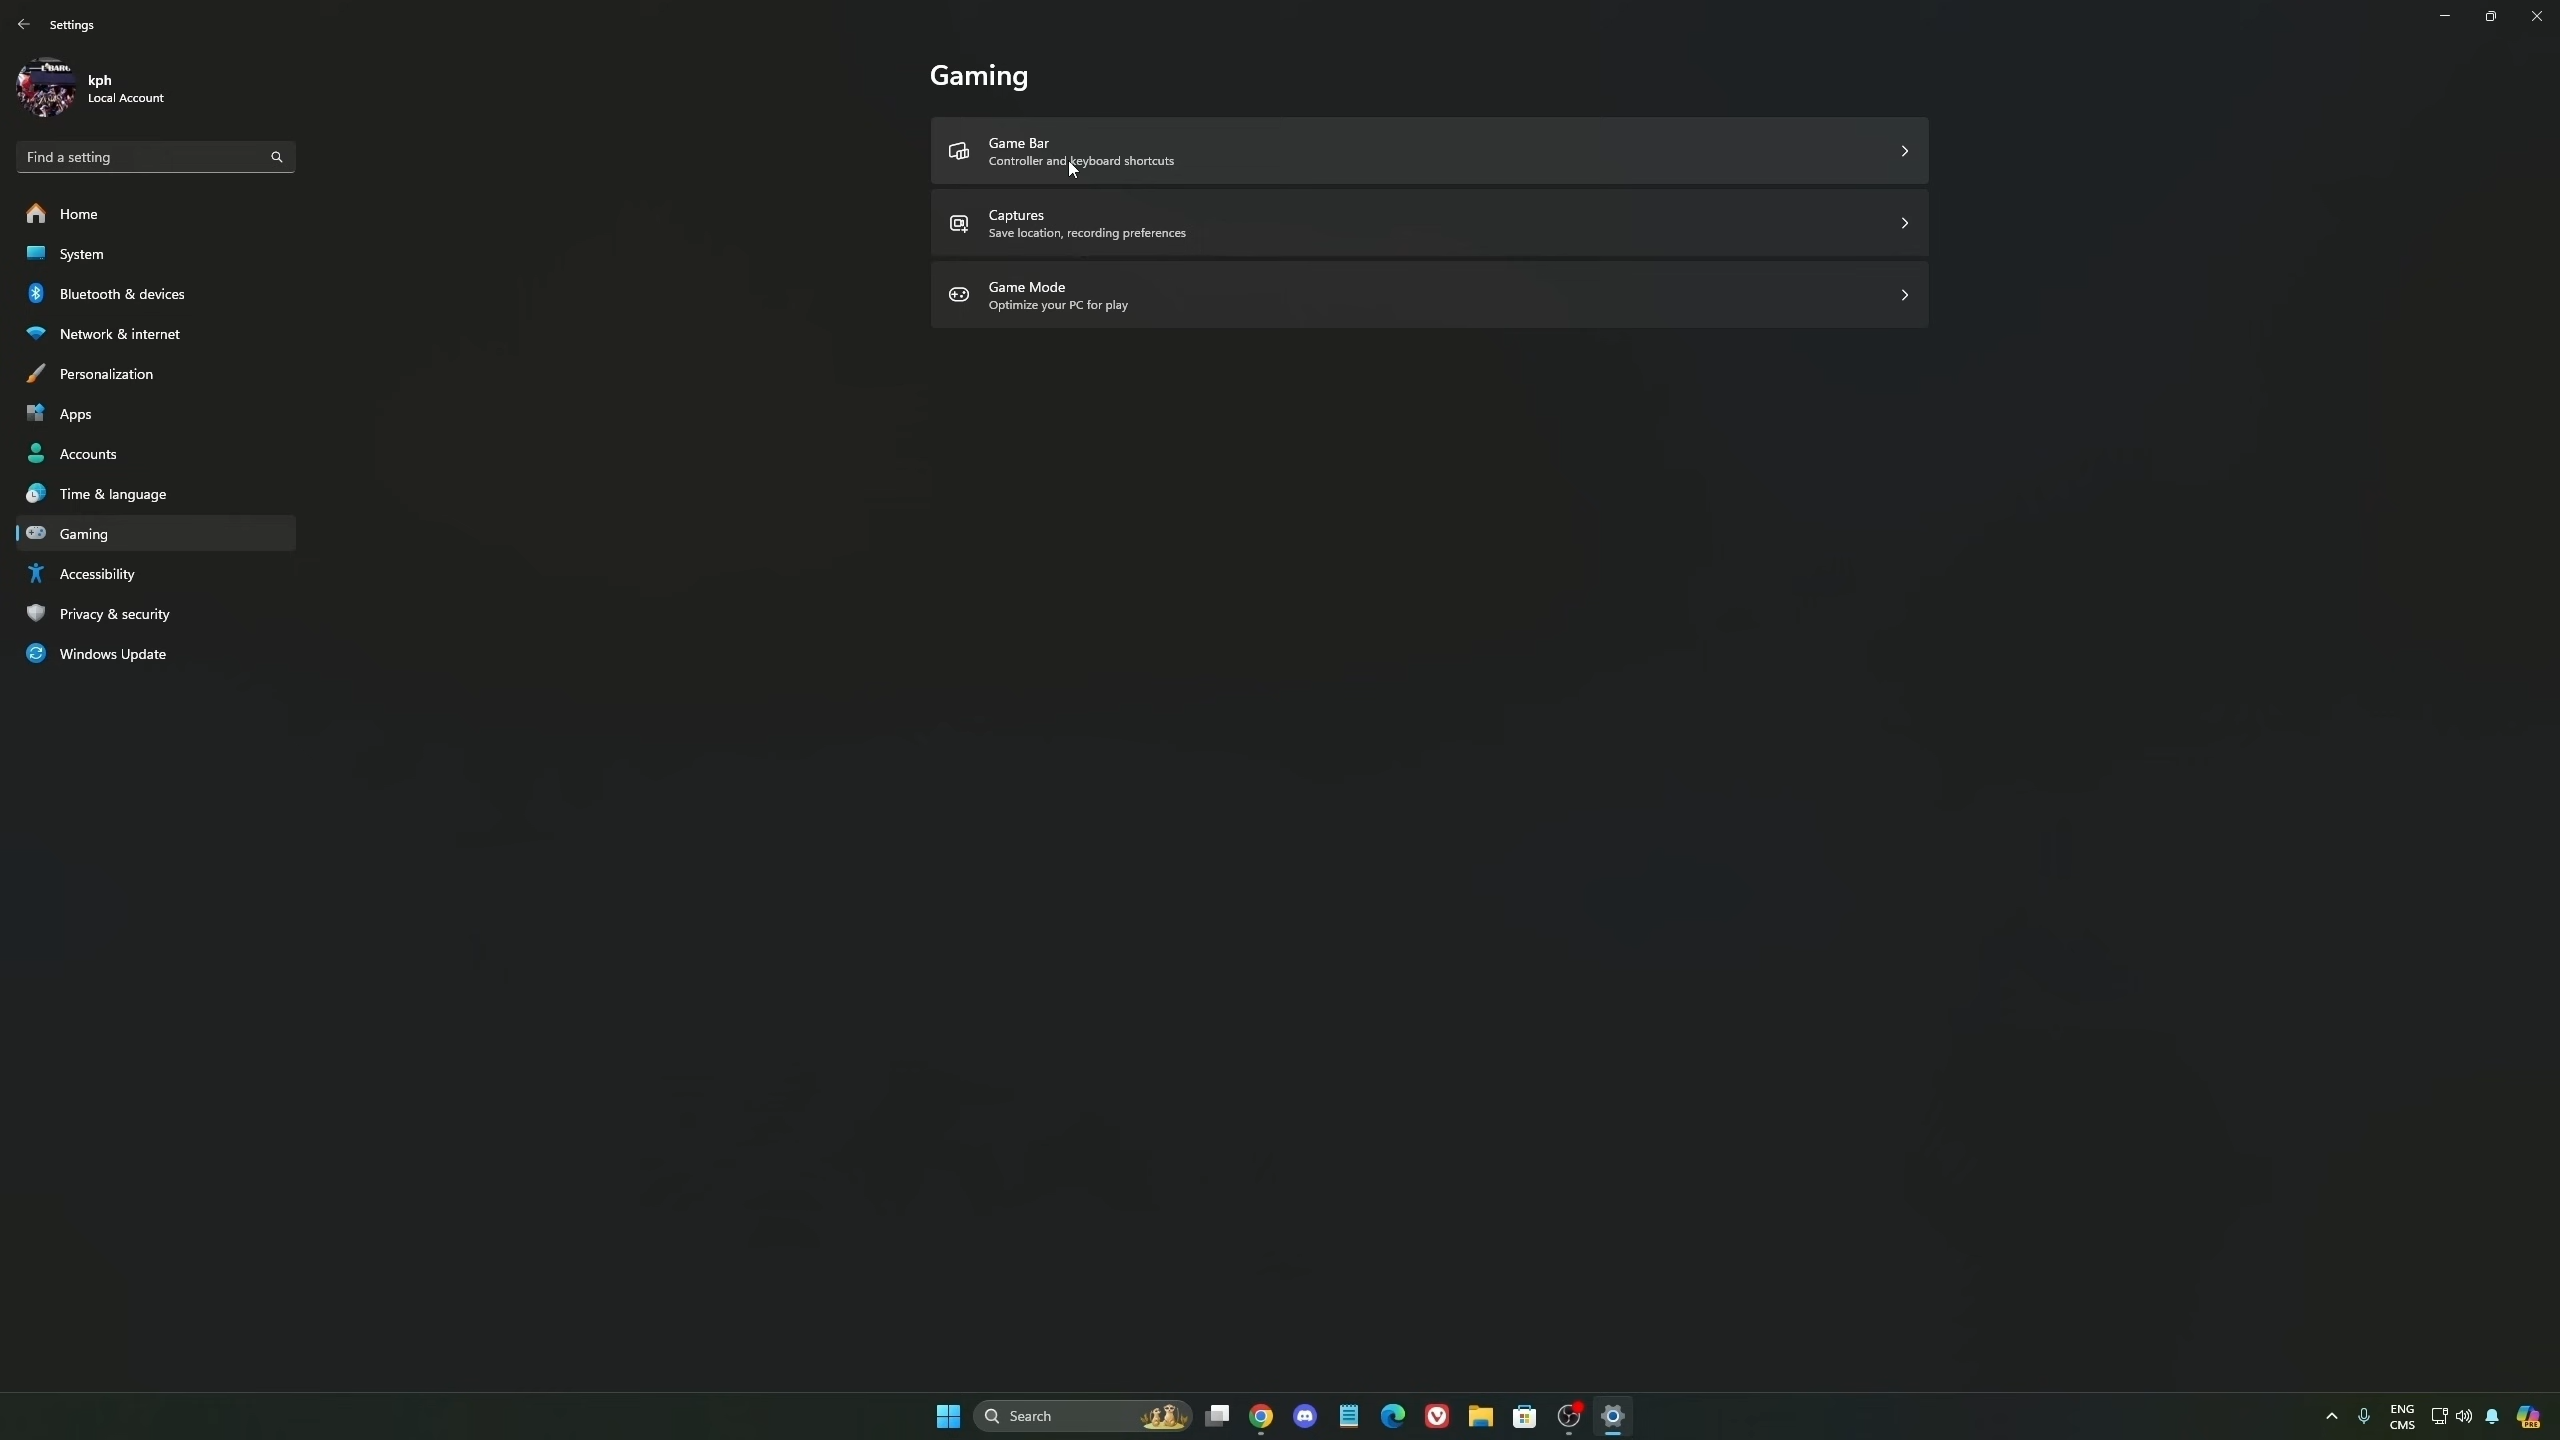 Settings
kph
Local Account
Find a setting
Home
System
Bluetooth & devices
Network & internet
Personalization
Apps
Accounts
Time & language
Gaming
Accessibility
Privacy & security
Windows Update
Gaming
Game Bar
Controller and keyboard shortcuts
Captures
Save location, recording preferences
Game Mode
Optimize your PC for play
Search
ENG
CMS
PRE